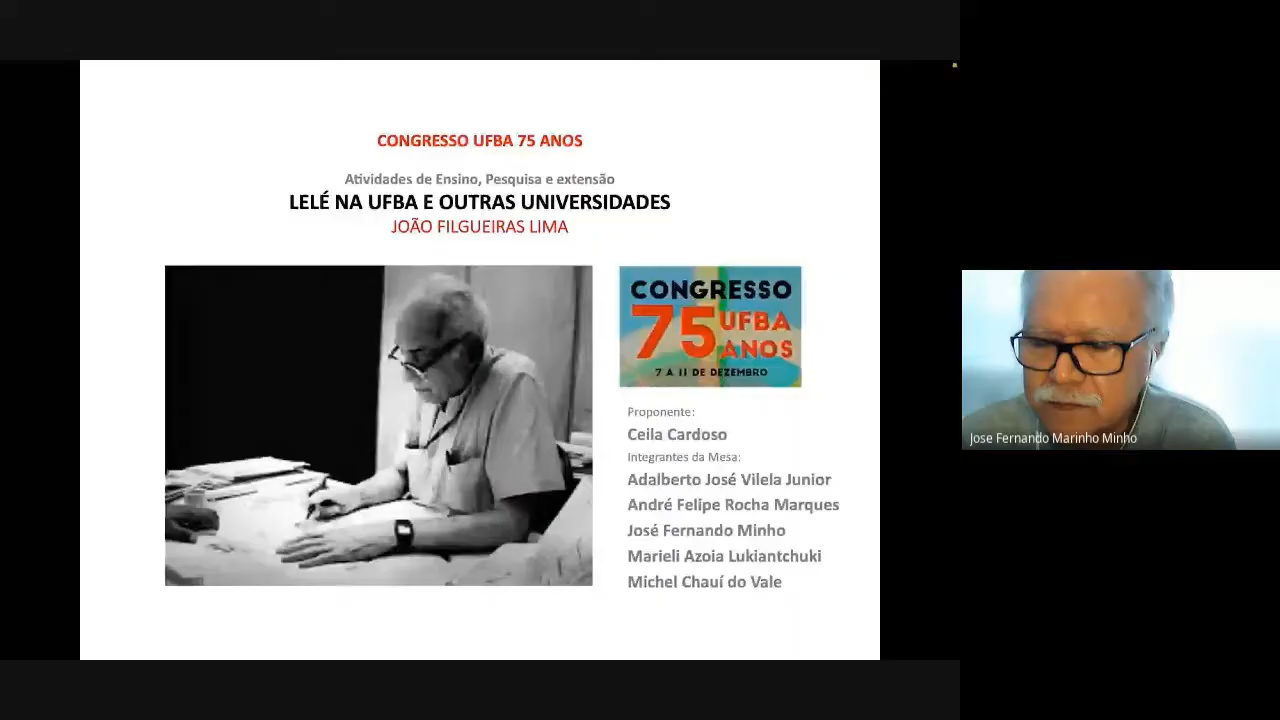 CONGRESSO UFBA 75 ANOS
Atividades de Ensino, Pesquisa e extensão
LELÉ NA UFBA E OUTRAS UNIVERSIDADES
JOÃO FILGUEIRAS LIMA
CONGRESSO
75 UFBA
ANOS
7 A 11 DE DEZEMBRO
Proponente:
Ceila Cardoso
Integrantes da Mesa:
Adalberto José Vilela Junior
André Felipe Rocha Marques
José Fernando Minho
Marieli Azoia Lukiantchuki
Michel Chauí do Vale
Jose Fernando Marinho Minho